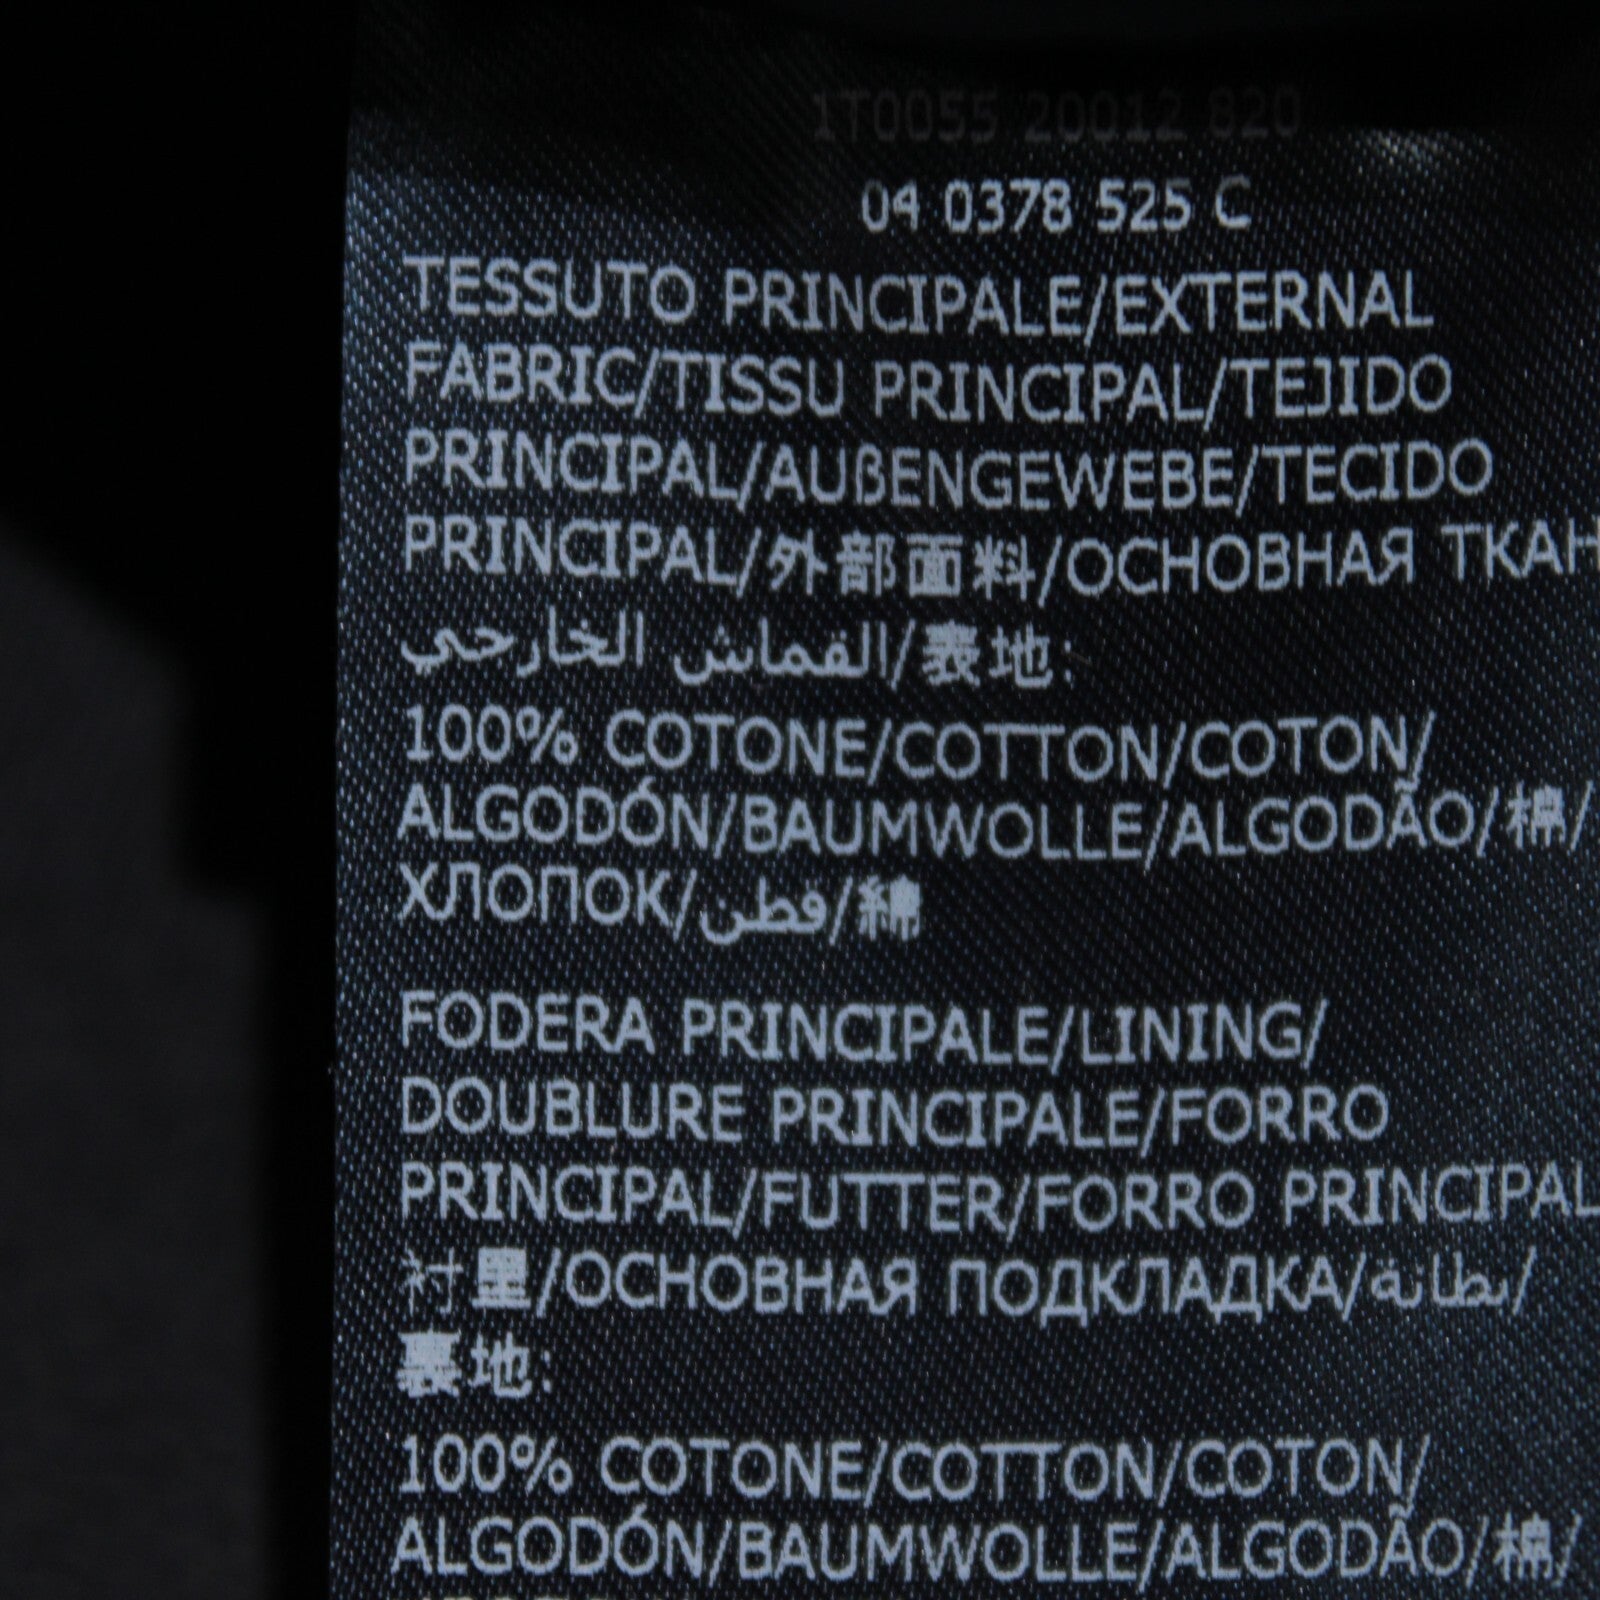 1T0055 20012 820
04 0378 525 C
TESSUTO PRINCIPALE/EXTERNAL
FABRIC/TISSU PRINCIPAL/TEJIDO
PRINCIPAL/AUßENGEWEBE/TECIDO
PRINCIPAL/外部面料/ОСНОВНАЯ ТКАН
القماش الخارجي/表地:
100% COTONE/COTTON/COTON/
ALGODÓN/BAUMWOLLE/ALGODÃO/棉/
ХЛОПОК/قطن/綿
FODERA PRINCIPALE/LINING/
DOUBLURE PRINCIPALE/FORRO
PRINCIPAL/FUTTER/FORRO PRINCIPAL
衬里/ОСНОВНАЯ ПОДКЛАДКА/بطانة/
裏地:
100% COTONE/COTTON/COTON/
ALGODÓN/BAUMWOLLE/ALGODÃO/棉/